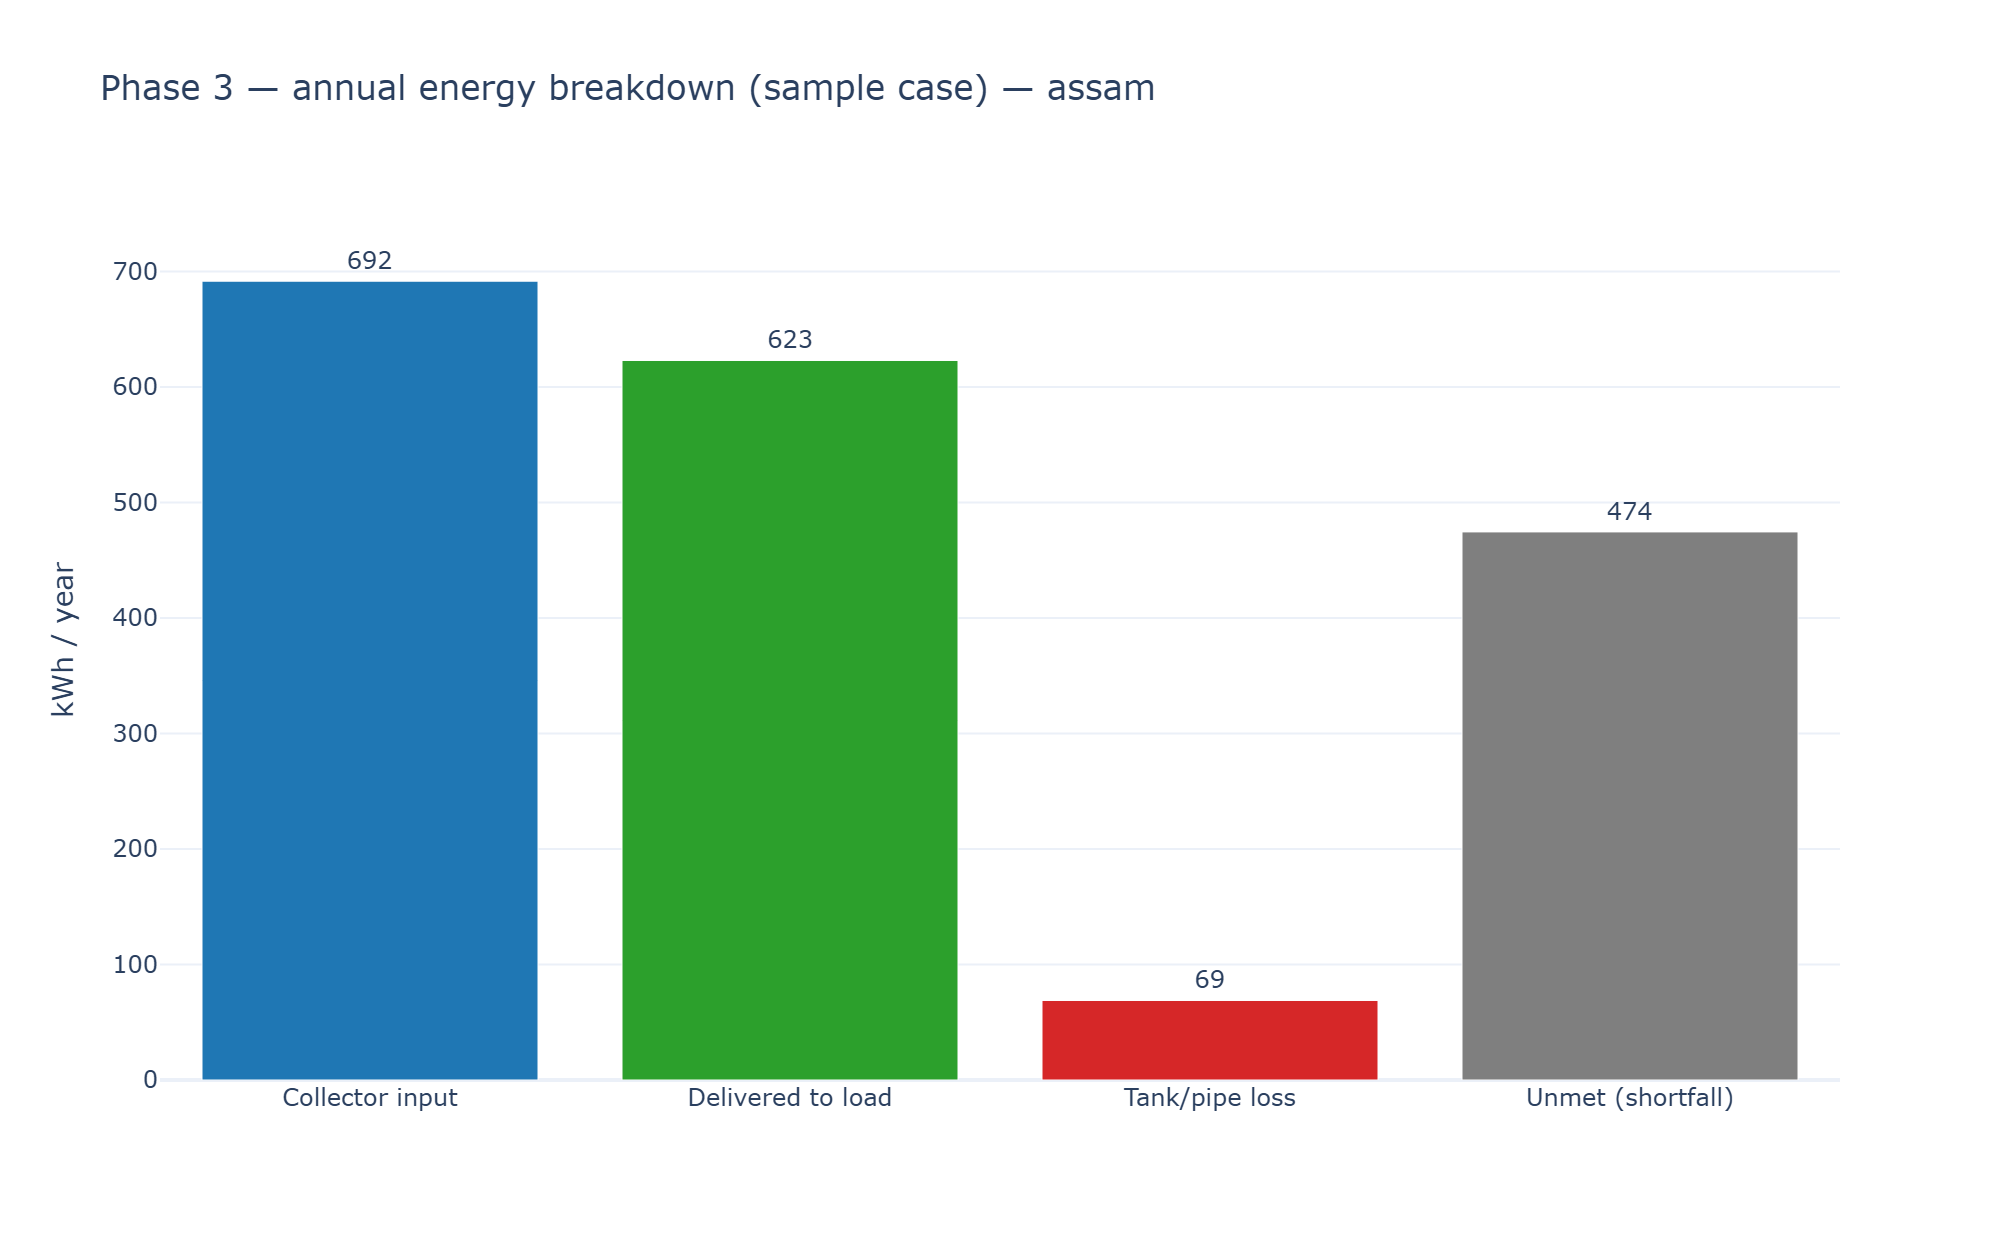 Phase 3 — annual energy breakdown (sample case) — assam
kWh / year
700
600
500
400
300
200
100
0
692
623
69
474
Collector input
Delivered to load
Tank/pipe loss
Unmet (shortfall)